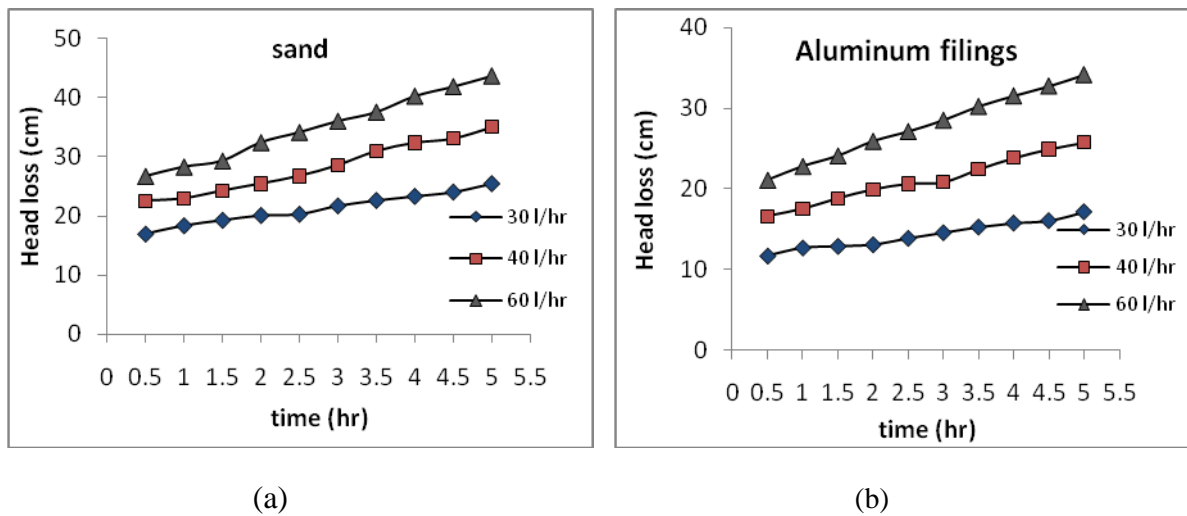 sand
Head loss (cm)
50
40
30
20
10
0
0 0.5 1 1.5 2 2.5 3 3.5 4 4.5 5 5.5
time (hr)
30 l/hr
40 l/hr
60 l/hr
(a)
Aluminum filings
Head loss (cm)
40
30
20
10
0
0 0.5 1 1.5 2 2.5 3 3.5 4 4.5 5 5.5
time (hr)
30 l/hr
40 l/hr
60 l/hr
(b)